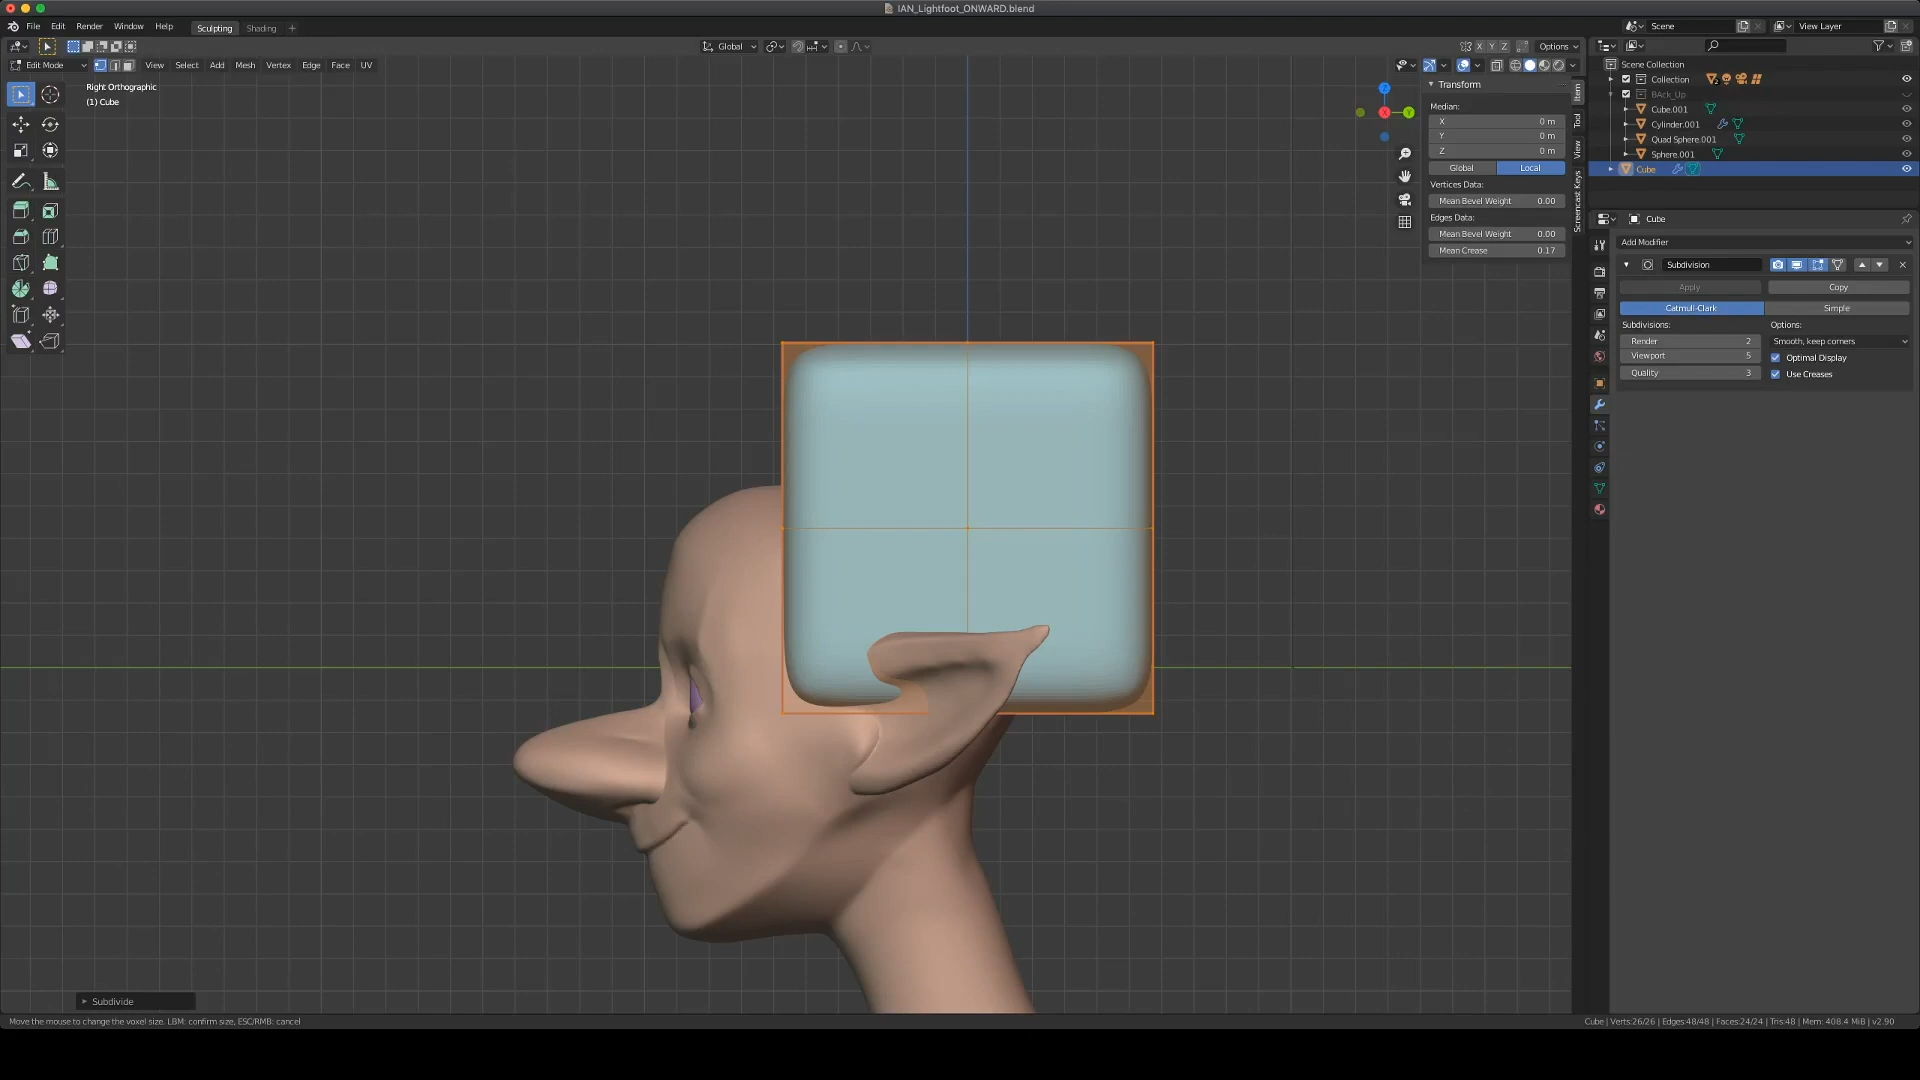 IAN_Lightfoot_ONWARD.blend
File Edit Render Window Help Sculpting Shading +
Scene
View Layer
Global
X Y Z
Options
Edit Mode View Select Add Mesh Vertex Edge Face UV
Right Orthographic
(1) Cube
Z
X
Y
Transform
Median:
X 0 m
Y 0 m
Z 0 m
Global Local
Vertices Data:
Mean Bevel Weight 0.00
Edges Data:
Mean Bevel Weight 0.00
Mean Crease 0.17
Item
Tool
View
Screencast Keys
Scene Collection
Collection
BAck_Up
Cube.001
Cylinder.001
Quad Sphere.001
Sphere.001
Cube
Cube
Add Modifier
Subdivision
Apply Copy
Catmull-Clark Simple
Subdivisions: Options:
Render 2 Smooth, keep corners
Viewport 5 Optimal Display
Quality 3 Use Creases
Subdivide
Move the mouse to change the voxel size. LBM: confirm size, ESC/RMB: cancel
Cube | Verts:26/26 | Edges:48/48 | Faces:24/24 | Tris:48 | Mem: 408.4 MiB | v2.90